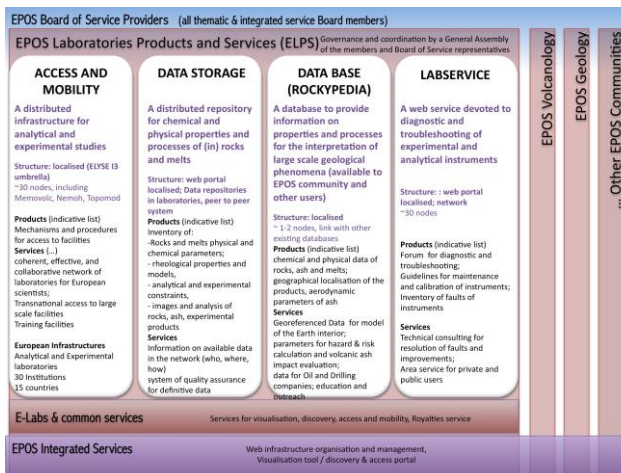 EPOS Board of Service Providers (all thematic & integrated service Board members)
EPOS Laboratories Products and Services (ELPS) Governance and coordination by a General Assembly
of the members and Board of Service representatives
ACCESS AND
MOBILITY
A distributed
infrastructure for
analytical and
experimental studies
Structure: localised (ELYSE I3
umbrella)
~30 nodes, including
Memovolc, Nemoh, Topomod
Products (indicative list)
Mechanisms and procedures
for access to facilities
Services (...)
coherent, effective, and
collaborative network of
laboratories for European
scientists;
Transnational access to large
scale facilities
Training facilities
European Infrastructures
Analytical and Experimental
laboratories
30 Institutions
15 countries
DATA STORAGE
A distributed repository
for chemical and
physical properties and
processes of (in) rocks
and melts
Structure: web portal
localised; Data repositories
in laboratories, peer to peer
system
Products (indicative list)
Inventory of:
-Rocks and melts physical and
chemical parameters;
- rheological properties and
models,
- analytical and experimental
constraints,
- images and analysis of
rocks, ash, experimental
products
Services
Information on available data
in the network (who, where,
how)
system of quality assurance
for definitive data
DATA BASE
(ROCKYPEDIA)
A database to provide
information on
properties and processes
for the interpretation of
large scale geological
phenomena (available to
EPOS community and
other users)
Structure: localised
~ 1-2 nodes, link with other
existing databases
Products (indicative list)
chemical and physical data of
rocks, ash and melts;
geographical localisation of the
products, aerodynamic
parameters of ash
Services
Georeferenced Data for model
of the Earth interior;
parameters for hazard & risk
calculation and volcanic ash
impact evaluation;
data for Oil and Drilling
companies; education and
outreach
LABSERVICE
A web service devoted to
diagnostic and
troubleshooting of
experimental and
analytical instruments
Structure: : web portal
localised; network
~30 nodes
Products (indicative list)
Forum for diagnostic and
troubleshooting;
Guidelines for maintenance
and calibration of instruments;
Inventory of faults of
instruments
Services
Technical consulting for
resolution of faults and
improvements;
Area service for private and
public users
EPOS Volcanology
EPOS Geology
... Other EPOS Communities
E-Labs & common services Services for visualisation, discovery, access and mobility, Royalties service
EPOS Integrated Services Web infrastructure organisation and management,
Visualisation tool / discovery & access portal